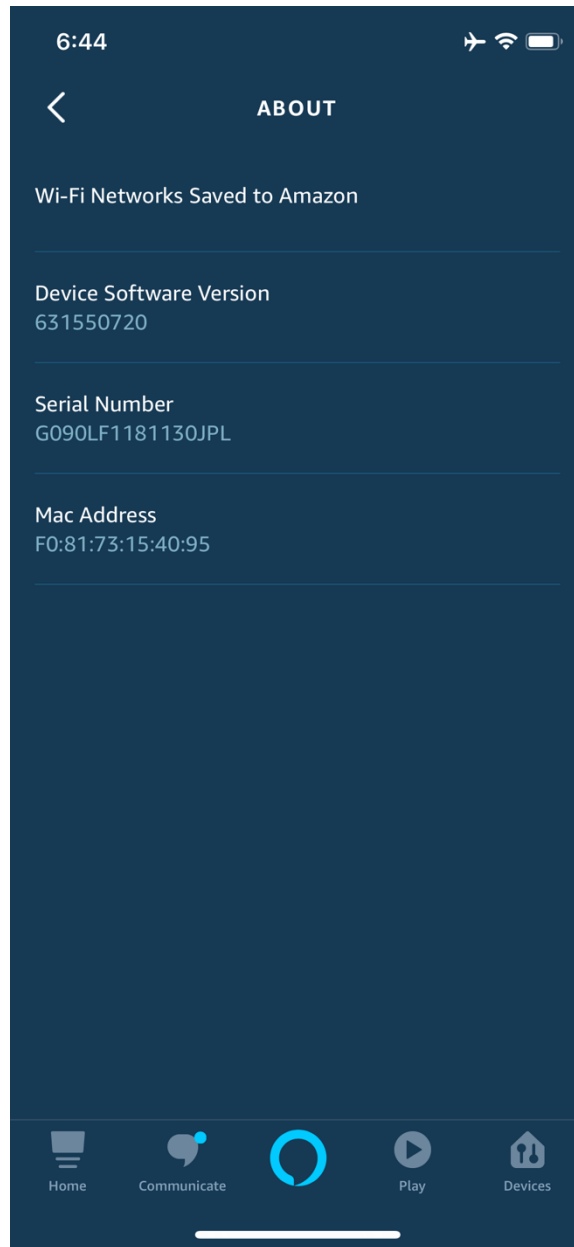 6:44
ABOUT
Wi-Fi Networks Saved to Amazon
Device Software Version
631550720
Serial Number
G090LF1181130JPL
Mac Address
F0:81:73:15:40:95
Home Communicate Play Devices